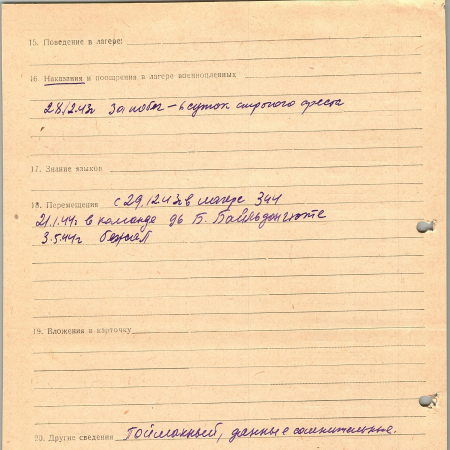 15. Поведение в лагере:
16. Наказания и поощрения в лагере военнопленных
28.12.43г За побег – 6 суток строгого ареста
17. Знание языков
18. Перемещения с 29.12.43г в лагере 344
21.1.44г в команде Б. Байльдонгютте
3.5.44г бежал
19. Вложения в карточку
20. Другие сведения Пойманный, данные сомнительные.